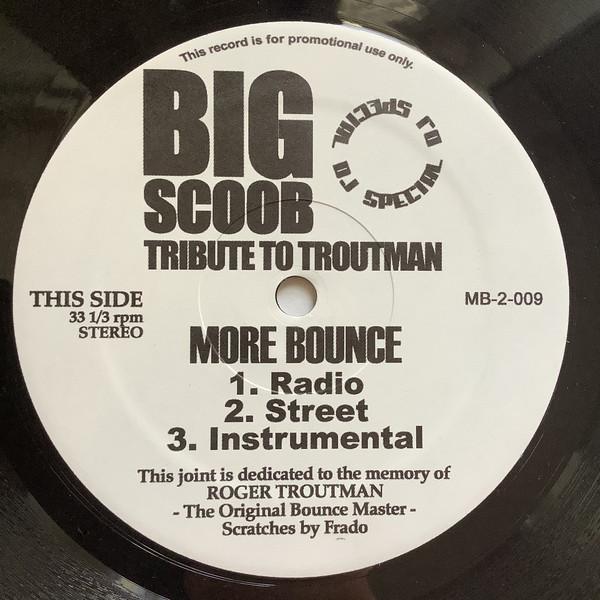 This record is for promotional use only.
BIG
SCOOB
TRIBUTE TO TROUTMAN
DJ SPECIAL
DJ SPECIAL
THIS SIDE
33 1/3 rpm
STEREO
MB-2-009
MORE BOUNCE
1. Radio
2. Street
3. Instrumental
This joint is dedicated to the memory of
ROGER TROUTMAN
- The Original Bounce Master -
Scratches by Frado